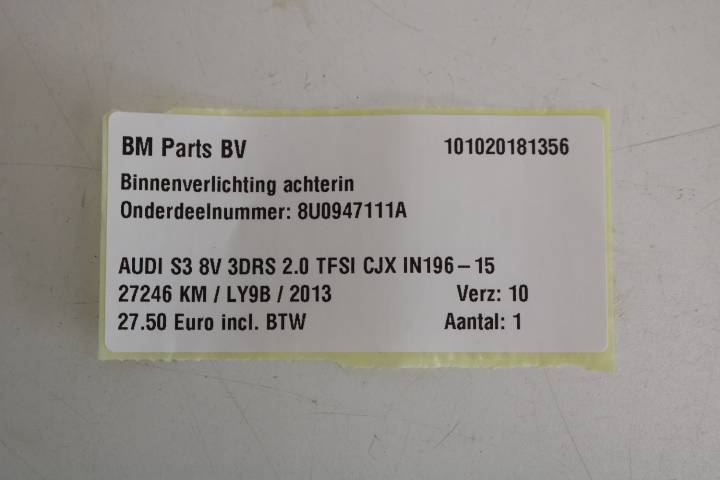 BM Parts BV 101020181356
Binnenverlichting achterin
Onderdeelnummer: 8U0947111A
AUDI S3 8V 3DRS 2.0 TFSI CJX IN196-15
27246 KM / LY9B / 2013 Verz: 10
27.50 Euro incl. BTW Aantal: 1